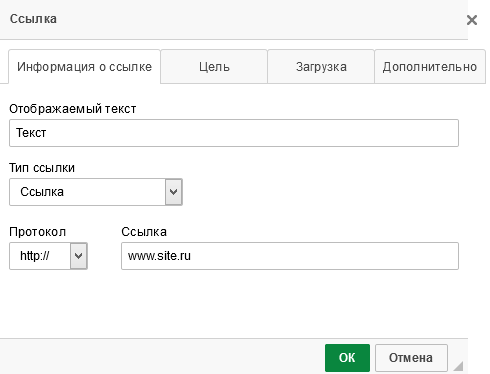 Ссылка
Информация о ссылке Цель Загрузка Дополнительно
Отображаемый текст
Текст
Тип ссылки
Ссылка
Протокол Ссылка
http:// www.site.ru
ОК Отмена